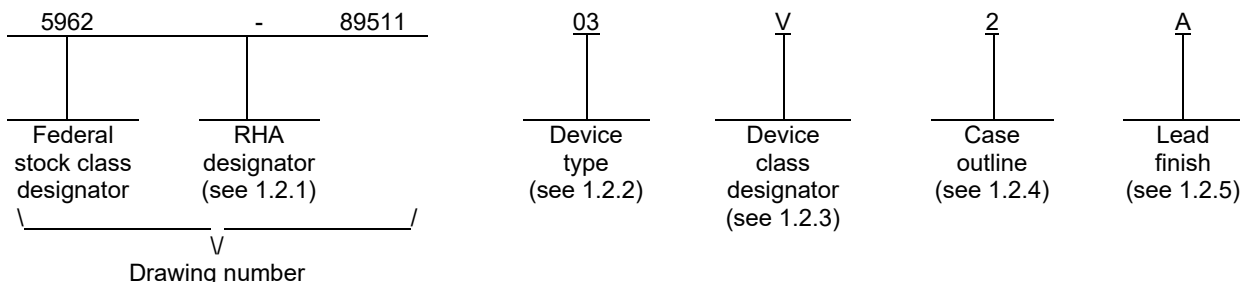 5962 - 89511 03 V 2 A
Federal stock class designator
RHA designator (see 1.2.1)
Device type (see 1.2.2)
Device class designator (see 1.2.3)
Case outline (see 1.2.4)
Lead finish (see 1.2.5)
\ /
\/
Drawing number